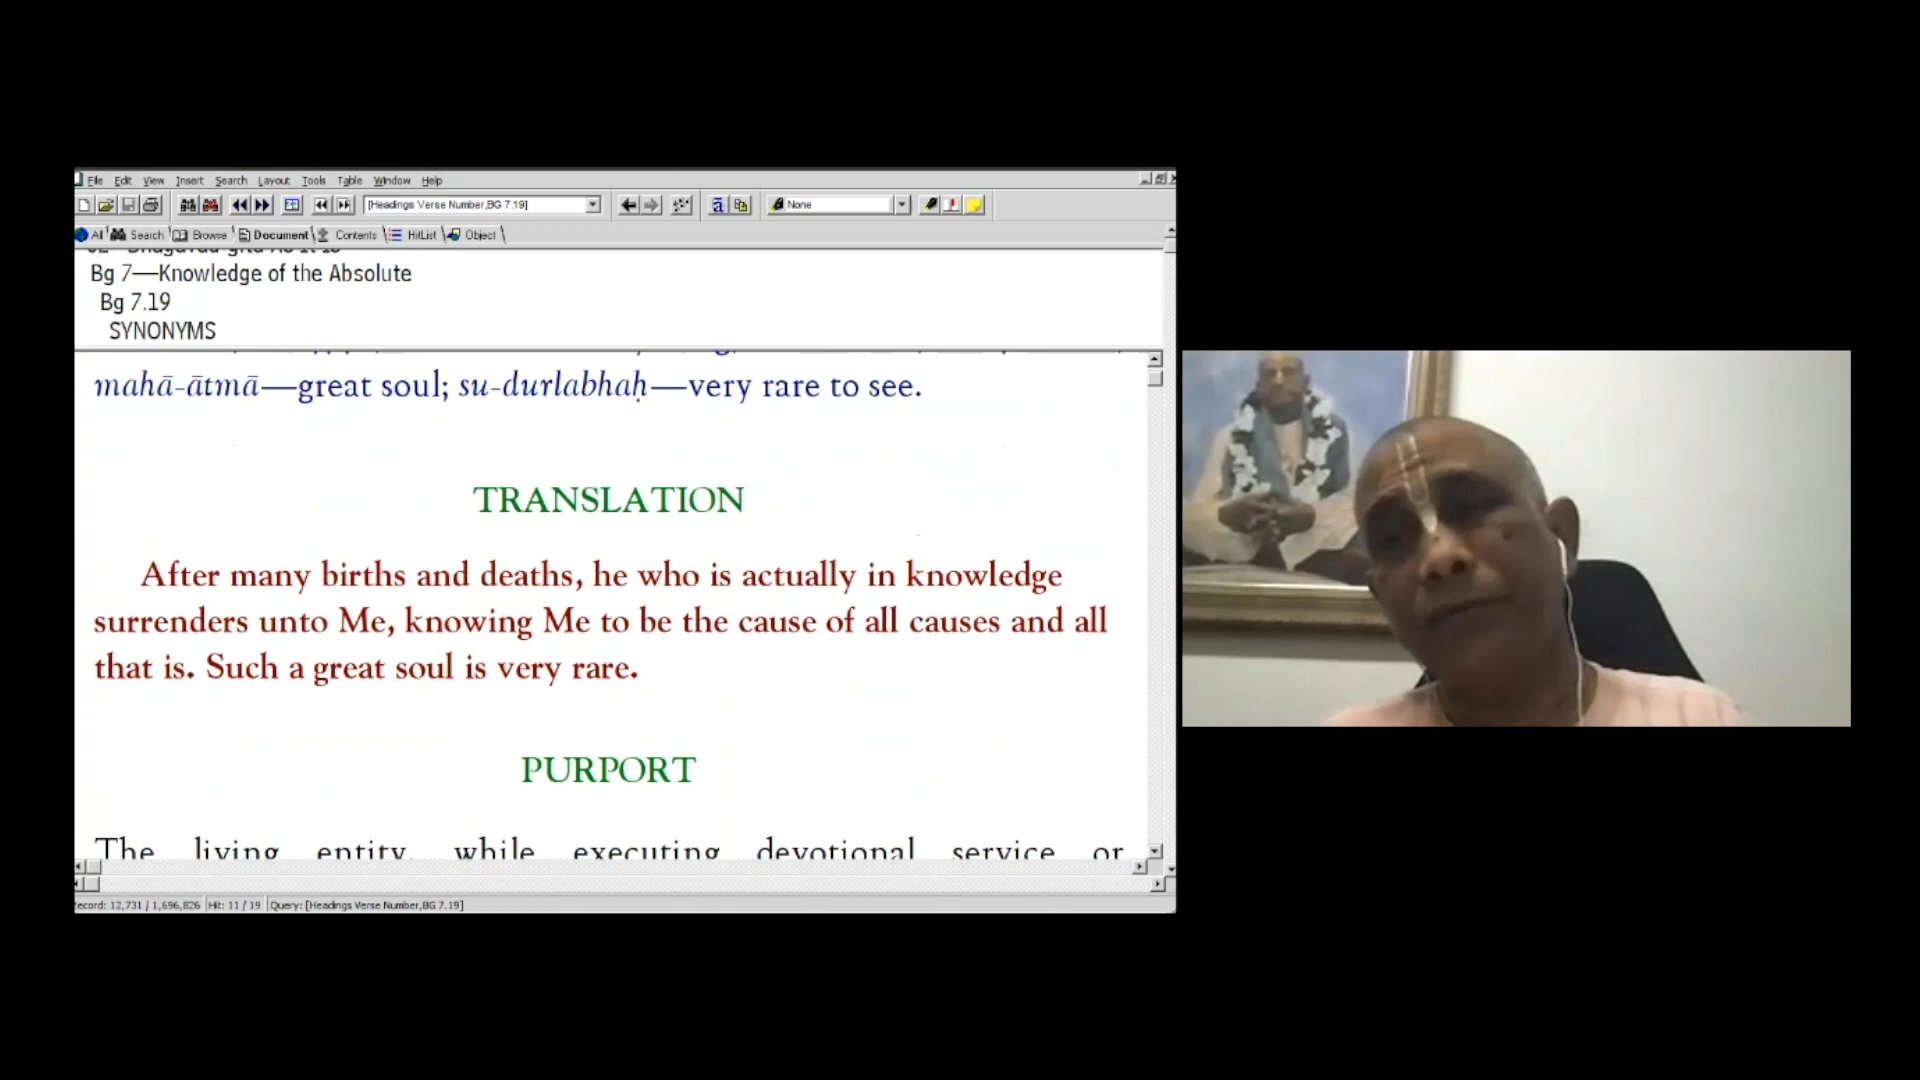 File Edit View Insert Search Layout Tools Table Window Help
[Headings Verse Number,BG 7.19] None
All Search Browse Document Contents HitList Object
Bg 7—Knowledge of the Absolute
Bg 7.19
SYNONYMS
mahā-ātmā—great soul; su-durlabhaḥ—very rare to see.
TRANSLATION
After many births and deaths, he who is actually in knowledge
surrenders unto Me, knowing Me to be the cause of all causes and all
that is. Such a great soul is very rare.
PURPORT
The living entity, while executing devotional service or
Record: 12,731 / 1,696,826 Hit: 11 / 19 Query: [Headings Verse Number,BG 7.19]